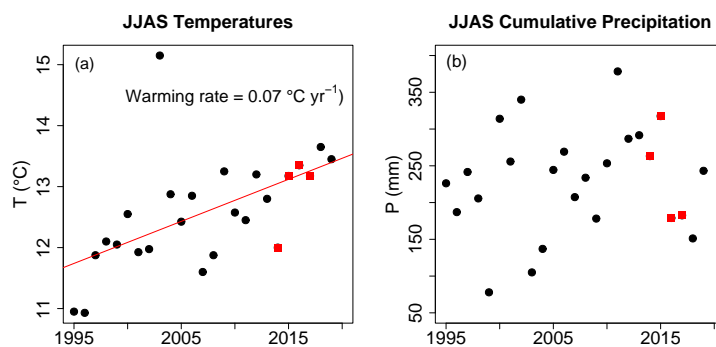 JJAS Temperatures
(a)
Warming rate = 0.07 °C yr⁻¹)
T (°C)
15
14
13
12
11
1995
2005
2015
JJAS Cumulative Precipitation
(b)
P (mm)
350
250
150
50
1995
2005
2015